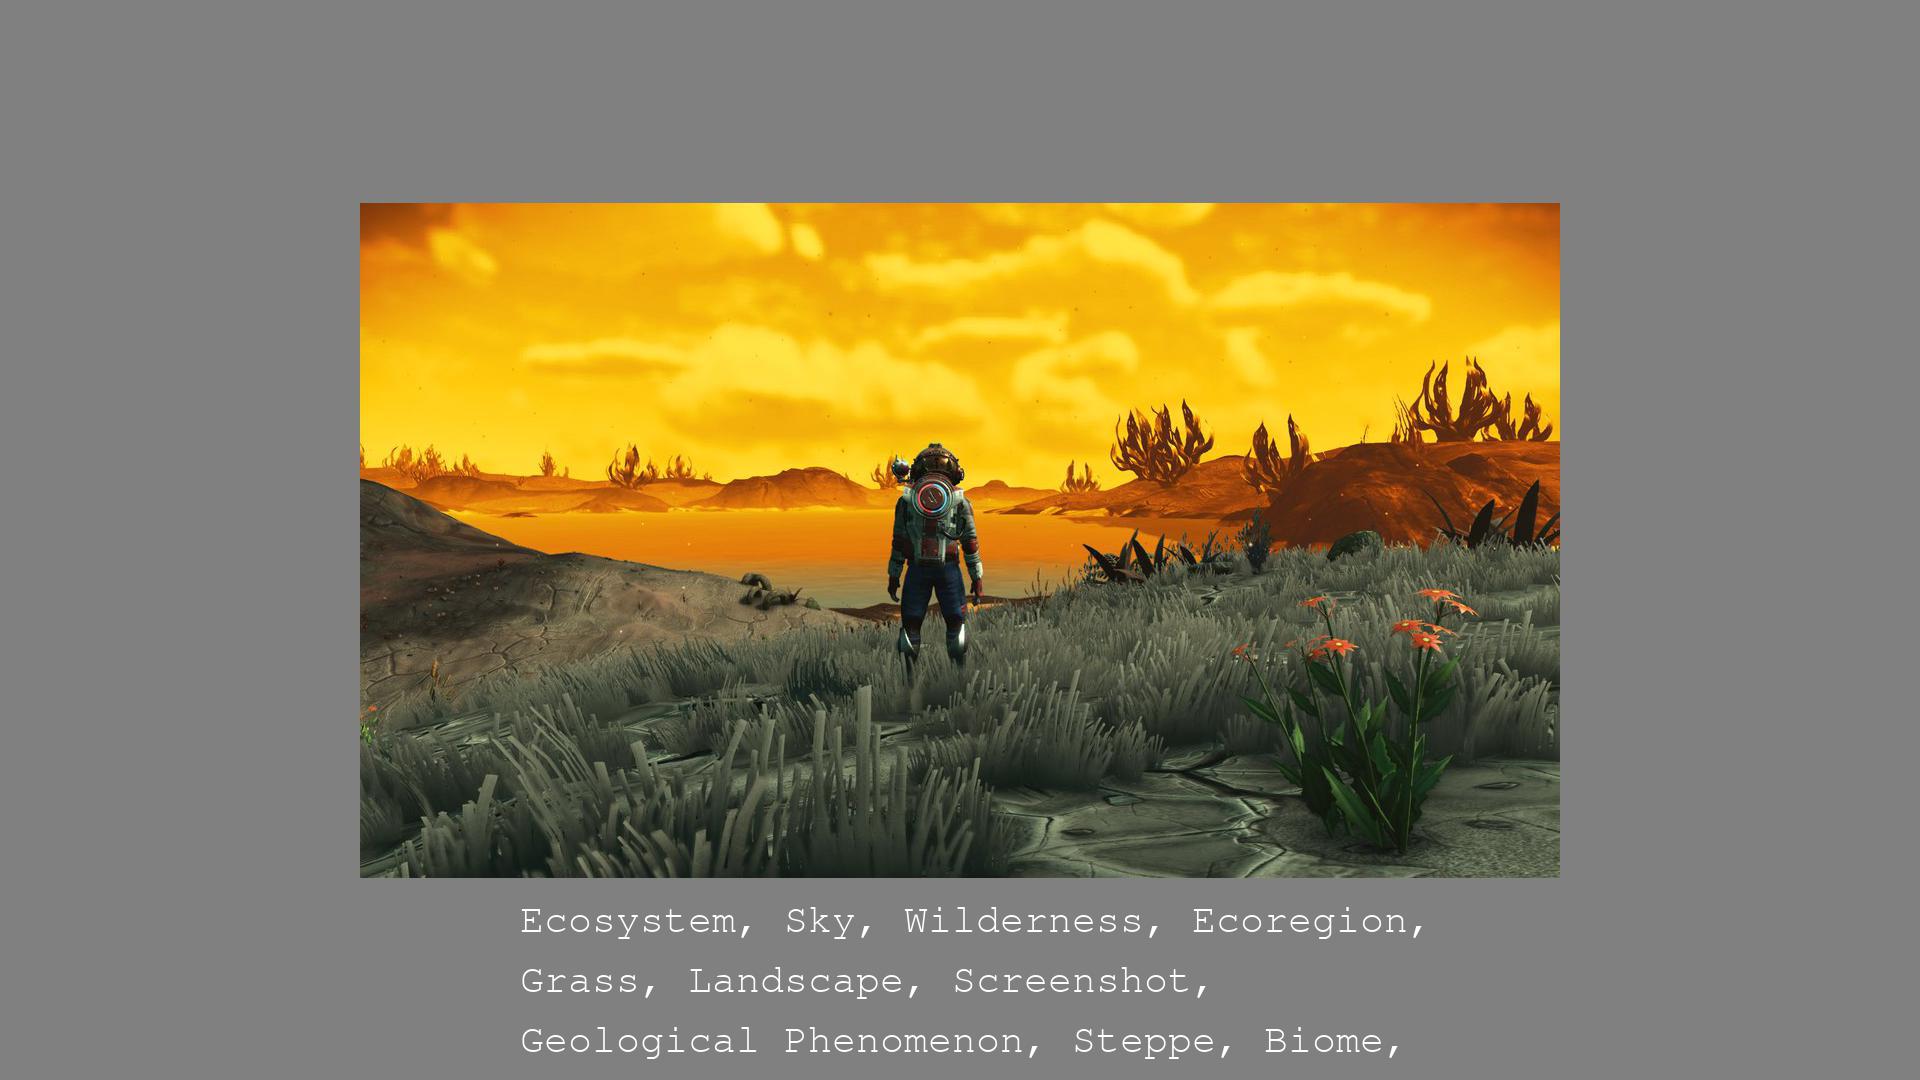 Ecosystem, Sky, Wilderness, Ecoregion,
Grass, Landscape, Screenshot,
Geological Phenomenon, Steppe, Biome,